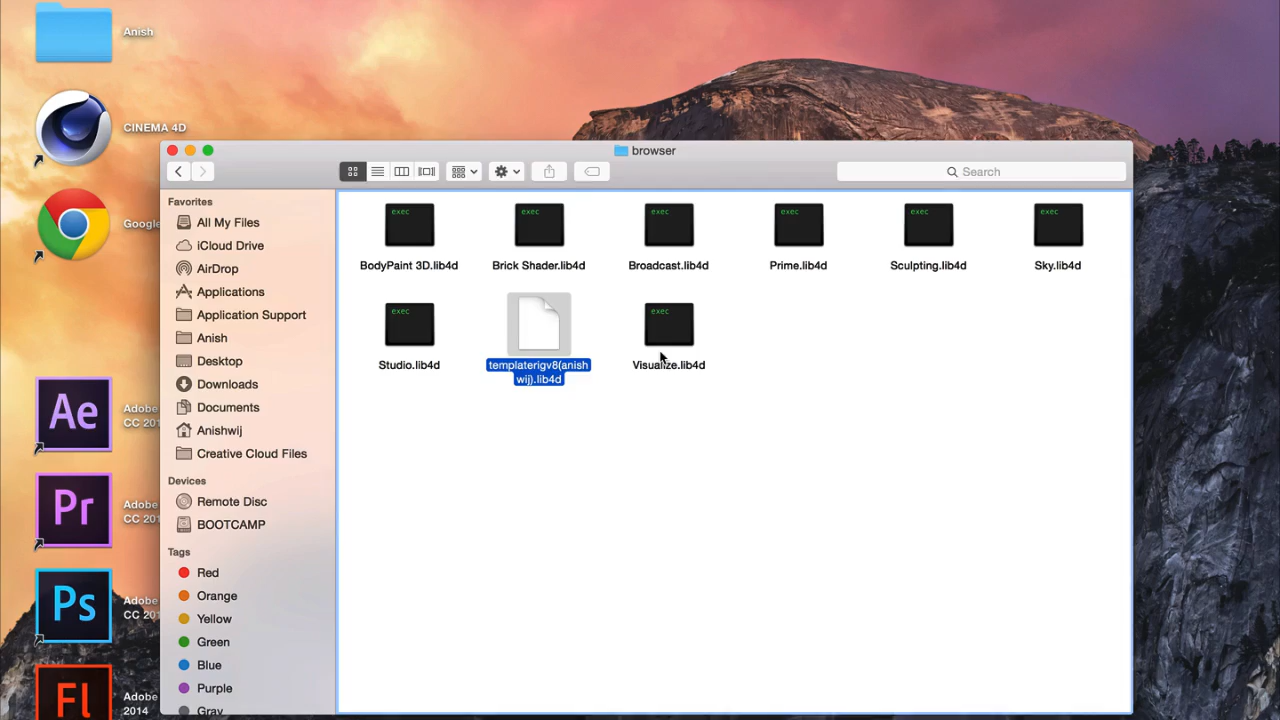 Anish
CINEMA 4D
Google
Ae
Adobe
CC 201
Pr
Adobe
CC 201
Ps
Adobe
CC 201
Fl
Adobe
2014
browser
Search
Favorites
All My Files
iCloud Drive
AirDrop
Applications
Application Support
Anish
Desktop
Downloads
Documents
Anishwij
Creative Cloud Files
Devices
Remote Disc
BOOTCAMP
Tags
Red
Orange
Yellow
Green
Blue
Purple
Gray
exec
BodyPaint 3D.lib4d
exec
Brick Shader.lib4d
exec
Broadcast.lib4d
exec
Prime.lib4d
exec
Sculpting.lib4d
exec
Sky.lib4d
exec
Studio.lib4d
templaterigv8(anish
wij).lib4d
exec
Visualize.lib4d